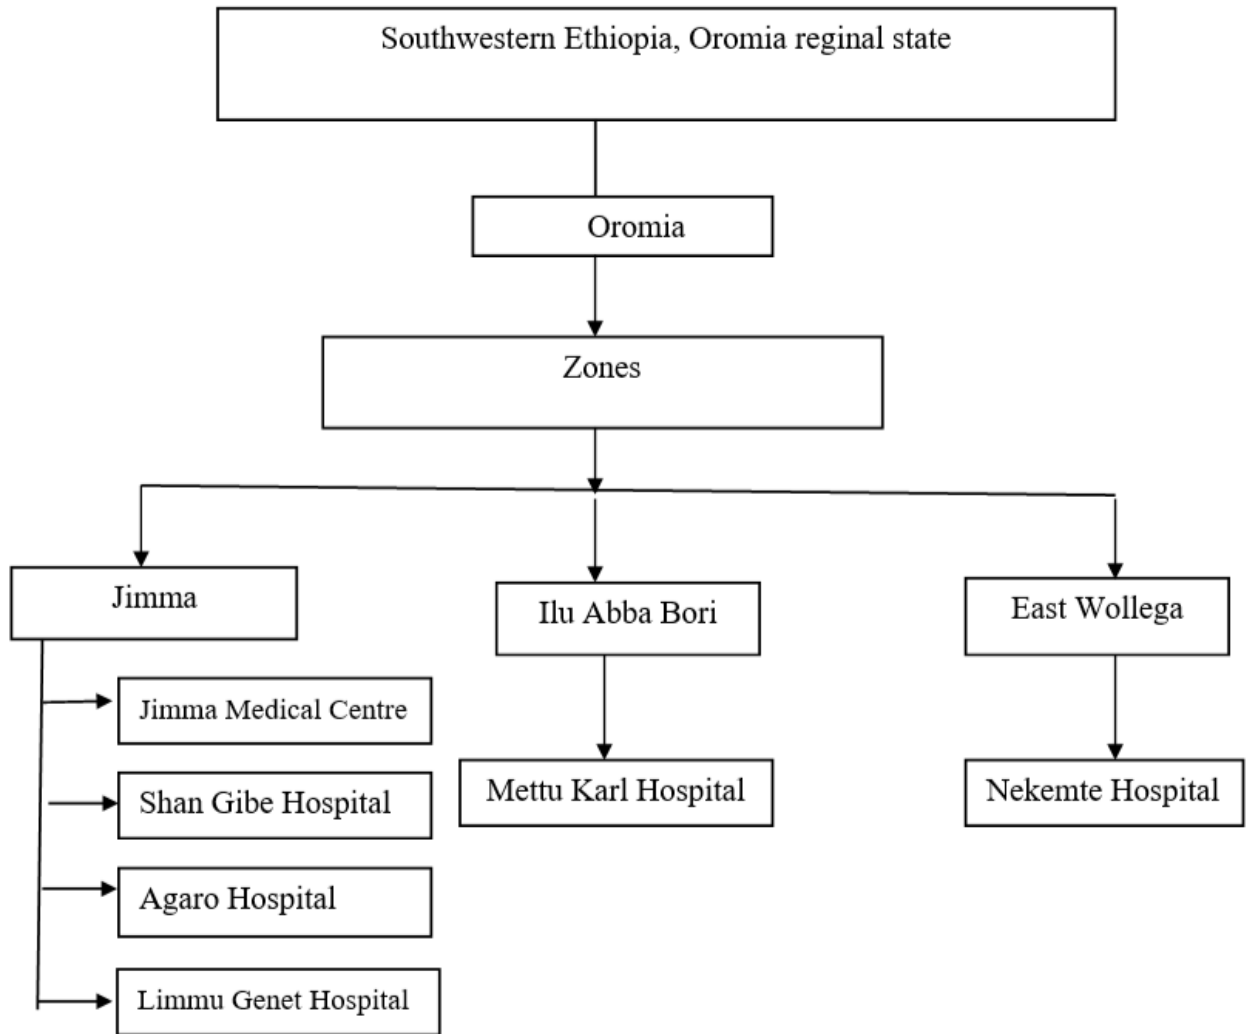 Southwestern Ethiopia, Oromia reginal state
Oromia
Zones
Jimma
Ilu Abba Bori
East Wollega
Jimma Medical Centre
Shan Gibe Hospital
Agaro Hospital
Limmu Genet Hospital
Mettu Karl Hospital
Nekemte Hospital